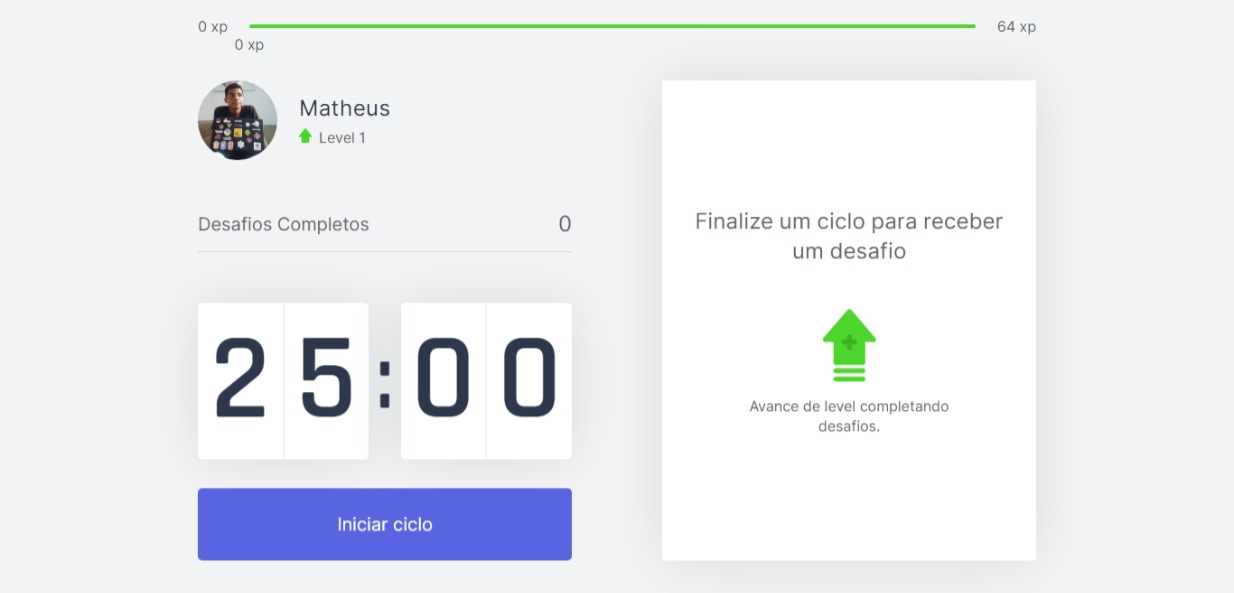 0 xp
64 xp
0 xp
Matheus
Level 1
Desafios Completos 0
25:00
Iniciar ciclo
Finalize um ciclo para receber
um desafio
Avance de level completando
desafios.